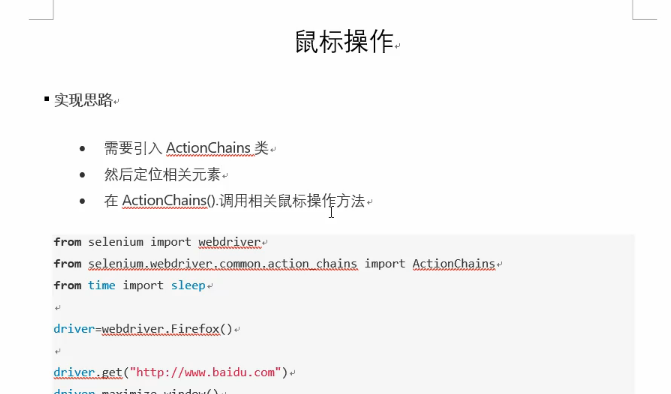 鼠标操作
实现思路
需要引入 ActionChains 类
然后定位相关元素
在 ActionChains().调用相关鼠标操作方法
from selenium import webdriver
from selenium.webdriver.common.action_chains import ActionChains
from time import sleep
driver=webdriver.Firefox()
driver.get("http://www.baidu.com")
driver.maximize_window()